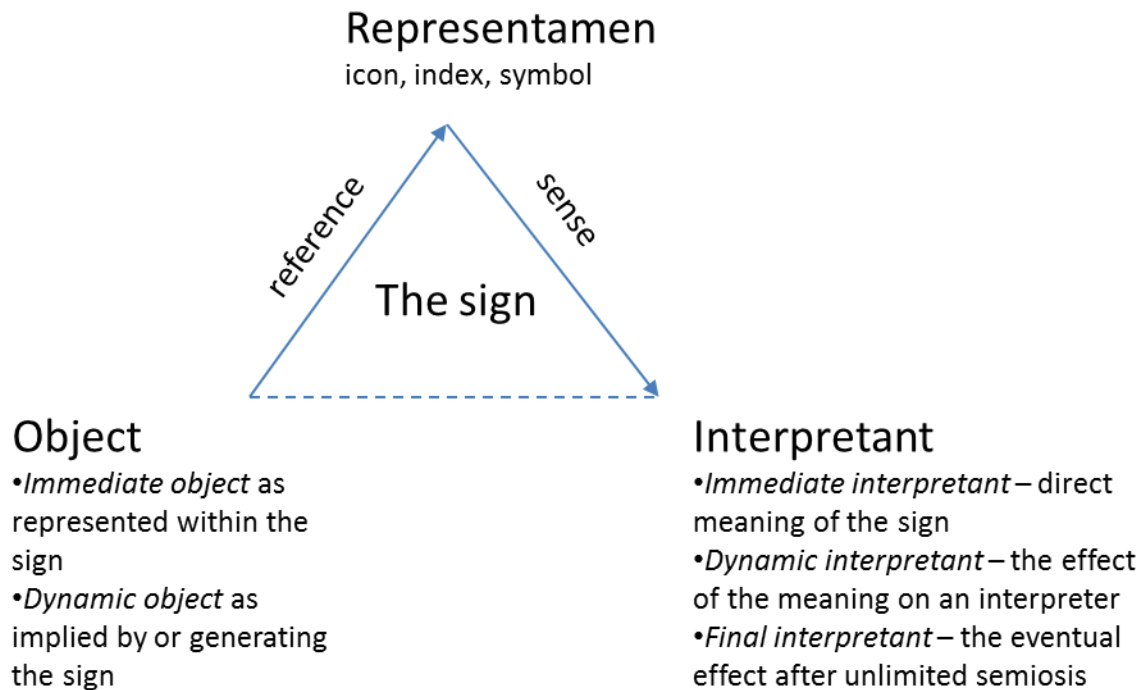 Representamen
icon, index, symbol
reference
sense
The sign
Object
•Immediate object as
represented within the
sign
•Dynamic object as
implied by or generating
the sign
Interpretant
•Immediate interpretant – direct
meaning of the sign
•Dynamic interpretant – the effect
of the meaning on an interpreter
•Final interpretant – the eventual
effect after unlimited semiosis